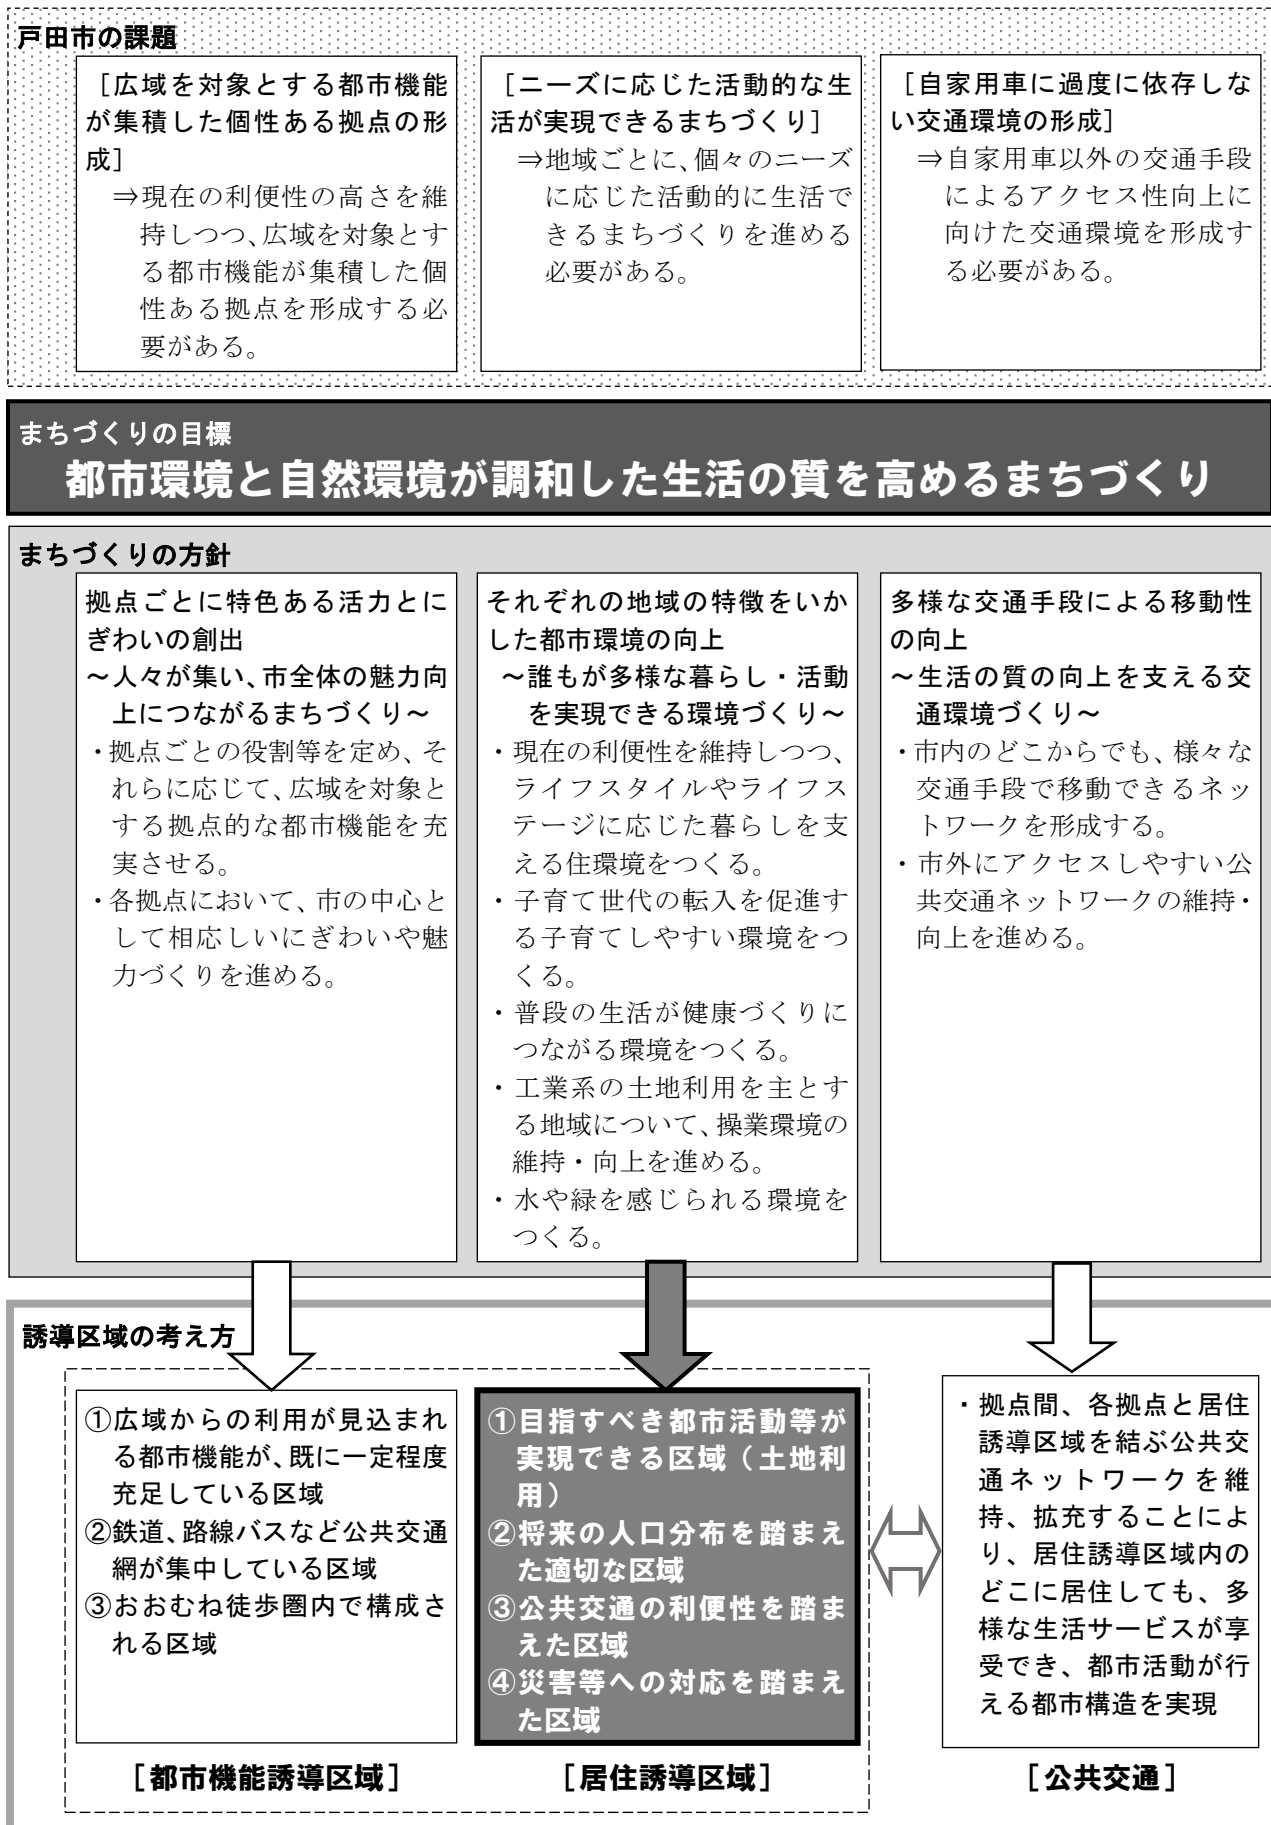 戸田市の課題
［広域を対象とする都市機能
が集積した個性ある拠点の形
成］
⇒現在の利便性の高さを維
持しつつ、広域を対象とす
る都市機能が集積した個
性ある拠点を形成する必
要がある。
［ニーズに応じた活動的な生
活が実現できるまちづくり］
⇒地域ごとに、個々のニーズ
に応じた活動的に生活で
きるまちづくりを進める
必要がある。
［自家用車に過度に依存しな
い交通環境の形成］
⇒自家用車以外の交通手段
によるアクセス性向上に
向けた交通環境を形成す
る必要がある。
まちづくりの目標
都市環境と自然環境が調和した生活の質を高めるまちづくり
まちづくりの方針
拠点ごとに特色ある活力とに
ぎわいの創出
～人々が集い、市全体の魅力向
上につながるまちづくり～
・拠点ごとの役割等を定め、そ
れらに応じて、広域を対象と
する拠点的な都市機能を充
実させる。
・各拠点において、市の中心と
して相応しいにぎわいや魅
力づくりを進める。
それぞれの地域の特徴をいか
した都市環境の向上
～誰もが多様な暮らし・活動
を実現できる環境づくり～
・現在の利便性を維持しつつ、
ライフスタイルやライフス
テージに応じた暮らしを支
える住環境をつくる。
・子育て世代の転入を促進す
る子育てしやすい環境をつ
くる。
・普段の生活が健康づくりに
つながる環境をつくる。
・工業系の土地利用を主とす
る地域について、操業環境の
維持・向上を進める。
・水や緑を感じられる環境を
つくる。
多様な交通手段による移動性
の向上
～生活の質の向上を支える交
通環境づくり～
・市内のどこからでも、様々な
交通手段で移動できるネッ
トワークを形成する。
・市外にアクセスしやすい公
共交通ネットワークの維持・
向上を進める。
誘導区域の考え方
①広域からの利用が見込まれ
る都市機能が、既に一定程度
充足している区域
②鉄道、路線バスなど公共交通
網が集中している区域
③おおむね徒歩圏内で構成さ
れる区域
［都市機能誘導区域］
①目指すべき都市活動等が
実現できる区域（土地利
用）
②将来の人口分布を踏まえ
た適切な区域
③公共交通の利便性を踏ま
えた区域
④災害等への対応を踏まえ
た区域
［居住誘導区域］
・拠点間、各拠点と居住
誘導区域を結ぶ公共交
通ネットワークを維
持、拡充することによ
り、居住誘導区域内の
どこに居住しても、多
様な生活サービスが享
受でき、都市活動が行
える都市構造を実現
［公共交通］